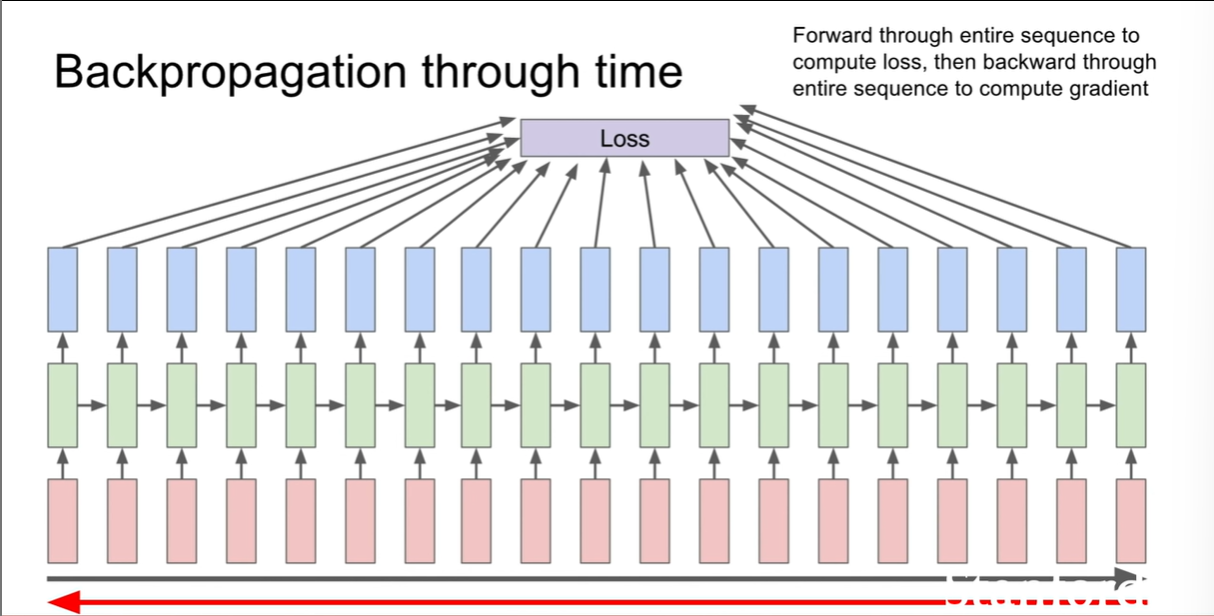 Backpropagation through time
Forward through entire sequence to
compute loss, then backward through
entire sequence to compute gradient
Loss
Stanford